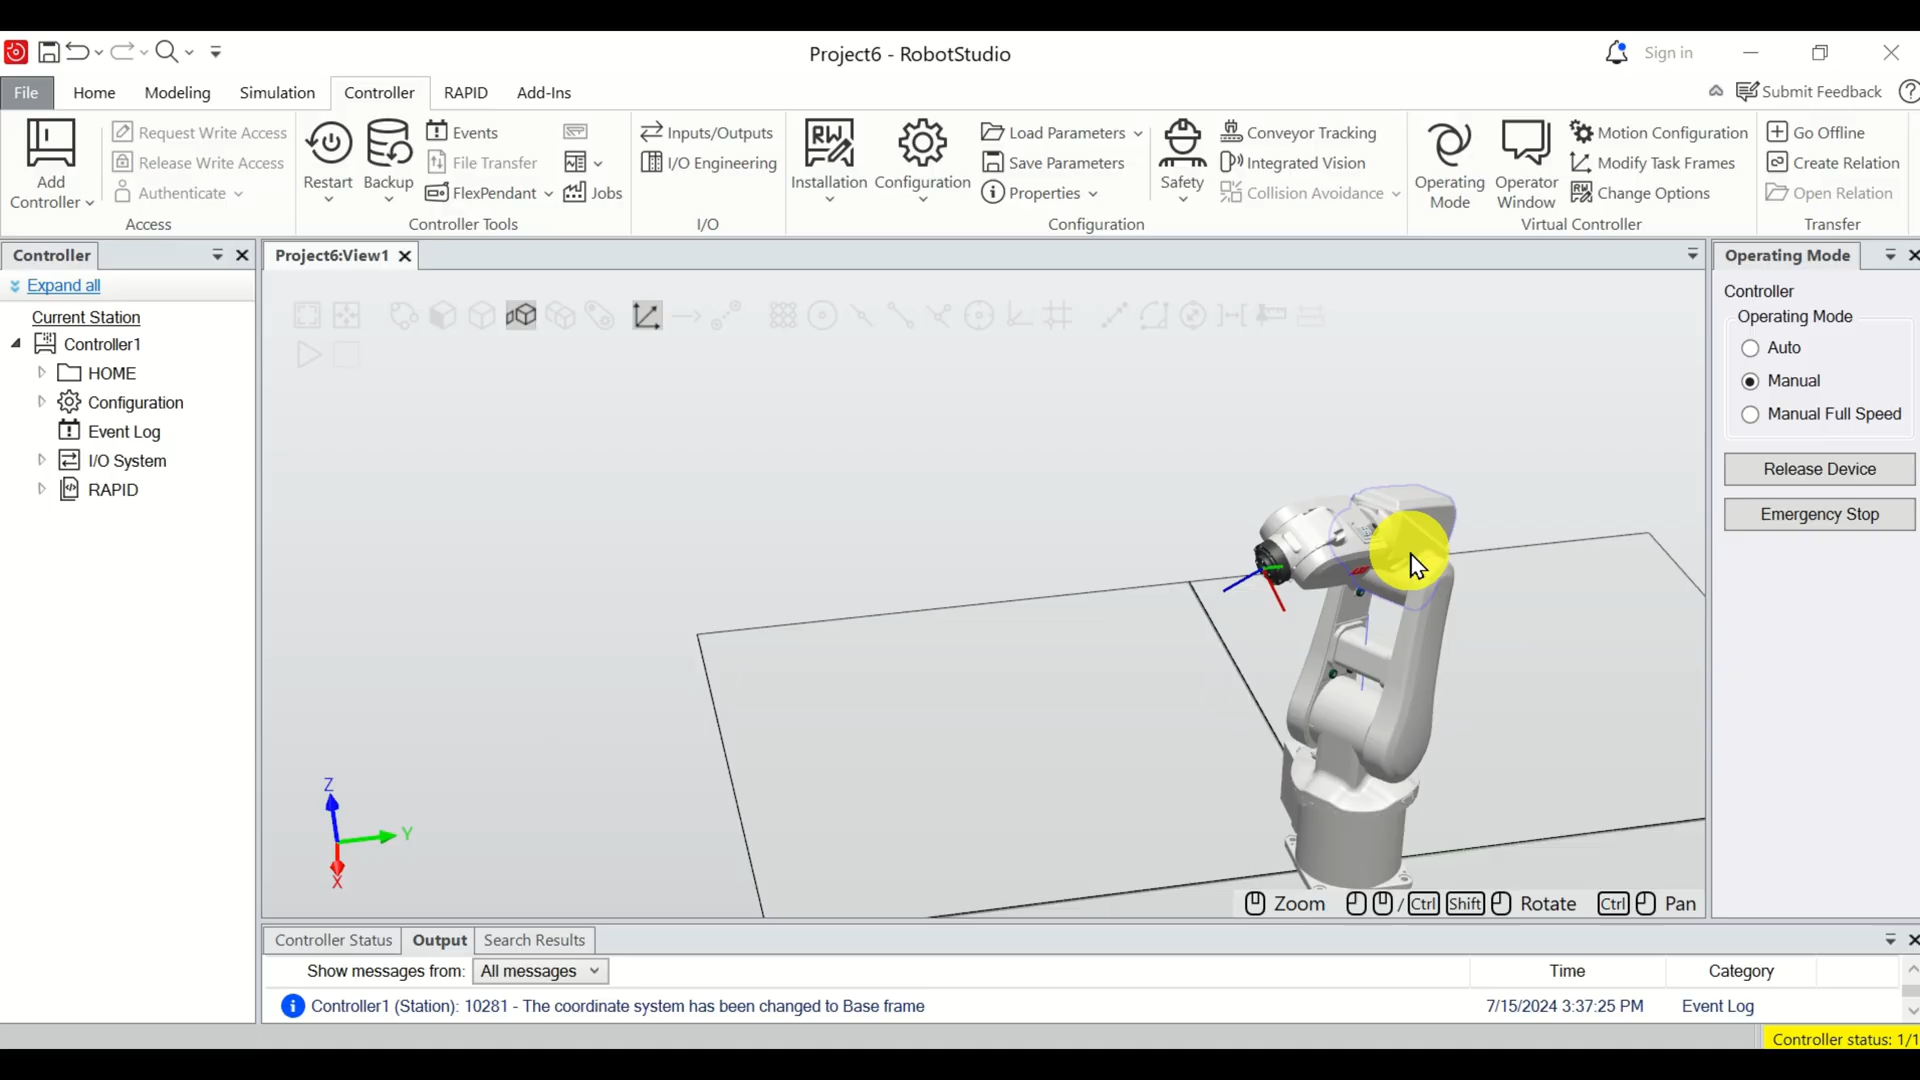 Project6 - RobotStudio
Sign in
File Home Modeling Simulation Controller RAPID Add-Ins
Submit Feedback
Add Controller
Request Write Access
Release Write Access
Authenticate
Access
Restart
Backup
Events
File Transfer
FlexPendant
Jobs
Controller Tools
Inputs/Outputs
I/O Engineering
I/O
RW
Installation
Configuration
Load Parameters
Save Parameters
Properties
Safety
Conveyor Tracking
Integrated Vision
Collision Avoidance
Configuration
Operating Mode
Operator Window
Motion Configuration
Modify Task Frames
RW
Change Options
Virtual Controller
Go Offline
Create Relation
Open Relation
Transfer
Controller
Expand all
Current Station
Controller1
HOME
Configuration
Event Log
I/O System
RAPID
Project6:View1
Z
Y
X
Zoom
/ Ctrl Shift Rotate
Ctrl Pan
Operating Mode
Controller
Operating Mode
Auto
Manual
Manual Full Speed
Release Device
Emergency Stop
Controller Status Output Search Results
Show messages from: All messages Time Category
Controller1 (Station): 10281 - The coordinate system has been changed to Base frame 7/15/2024 3:37:25 PM Event Log
Controller status: 1/1